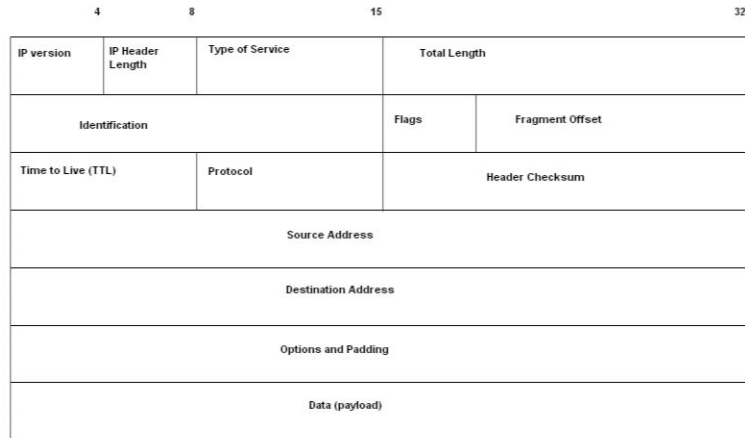 4 8 15 32
IP version IP Header Type of Service Total Length
Length
Identification Flags Fragment Offset
Time to Live (TTL) Protocol Header Checksum
Source Address
Destination Address
Options and Padding
Data (payload)